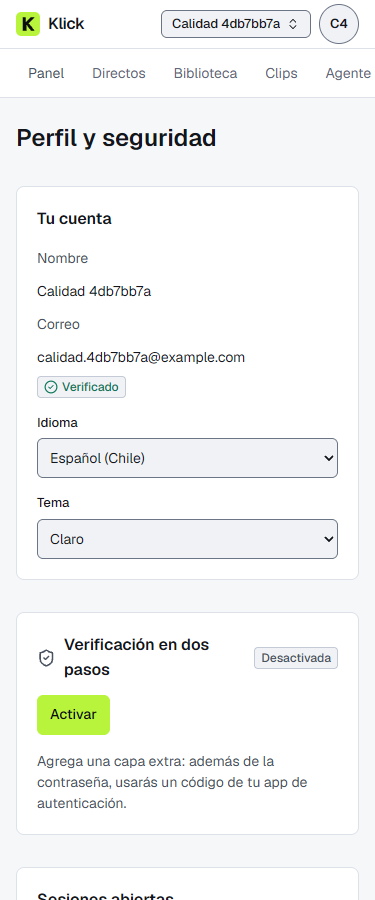 K Klick
Calidad 4db7bb7a
C4
Panel Directos Biblioteca Clips Agente
Perfil y seguridad
Tu cuenta
Nombre
Calidad 4db7bb7a
Correo
calidad.4db7bb7a@example.com
Verificado
Idioma
Español (Chile)
Tema
Claro
Verificación en dos
pasos
Desactivada
Activar
Agrega una capa extra: además de la
contraseña, usarás un código de tu app de
autenticación.
Sesiones abiertas